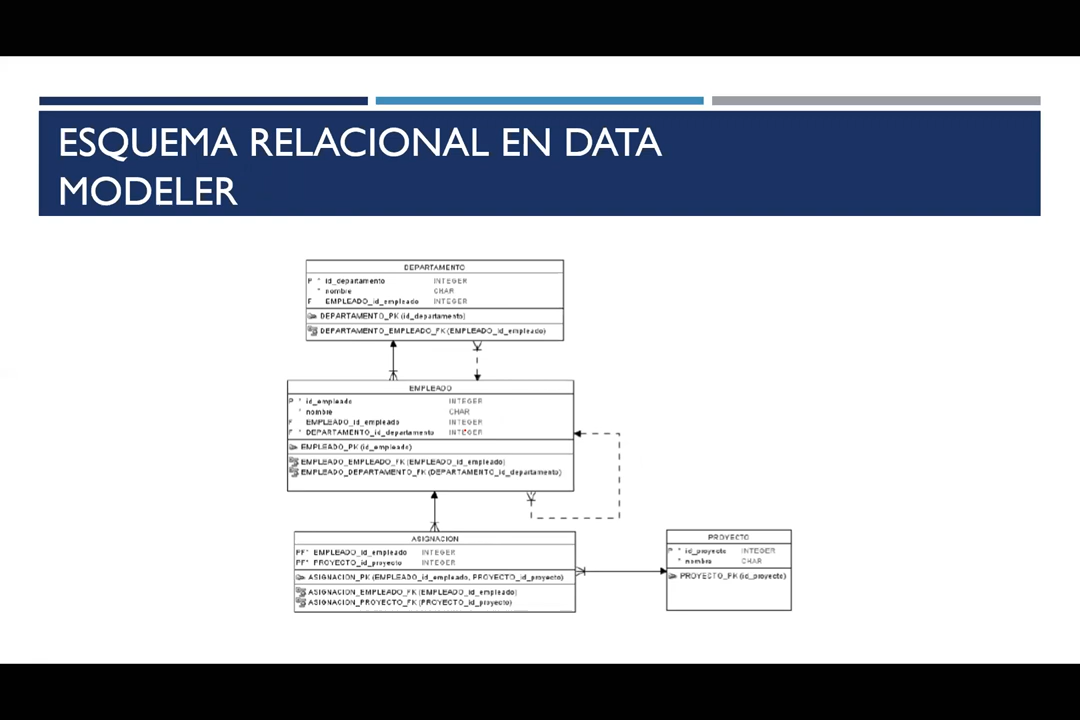 ESQUEMA RELACIONAL EN DATA
MODELER
DEPARTAMENTO
P * id_departamento INTEGER
* nombre CHAR
F EMPLEADO_id_empleado INTEGER
DEPARTAMENTO_PK (id_departamento)
DEPARTAMENTO_EMPLEADO_FK (EMPLEADO_id_empleado)
EMPLEADO
P * id_empleado INTEGER
* nombre CHAR
F EMPLEADO_id_empleado INTEGER
F * DEPARTAMENTO_id_departamento INTEGER
EMPLEADO_PK (id_empleado)
EMPLEADO_EMPLEADO_FK (EMPLEADO_id_empleado)
EMPLEADO_DEPARTAMENTO_FK (DEPARTAMENTO_id_departamento)
ASIGNACION
PF* EMPLEADO_id_empleado INTEGER
PF* PROYECTO_id_proyecto INTEGER
ASIGNACION_PK (EMPLEADO_id_empleado, PROYECTO_id_proyecto)
ASIGNACION_EMPLEADO_FK (EMPLEADO_id_empleado)
ASIGNACION_PROYECTO_FK (PROYECTO_id_proyecto)
PROYECTO
P * id_proyecto INTEGER
* nombre CHAR
PROYECTO_PK (id_proyecto)